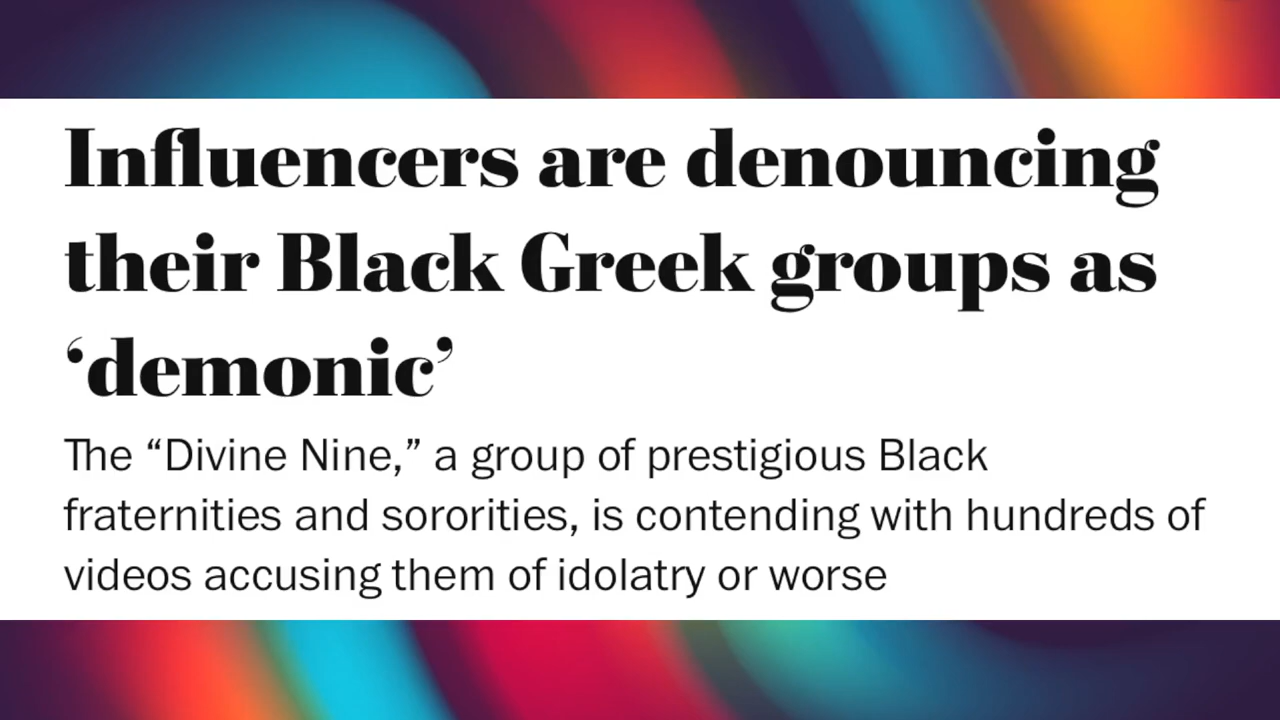 Influencers are denouncing
their Black Greek groups as
‘demonic’
The “Divine Nine,” a group of prestigious Black
fraternities and sororities, is contending with hundreds of
videos accusing them of idolatry or worse